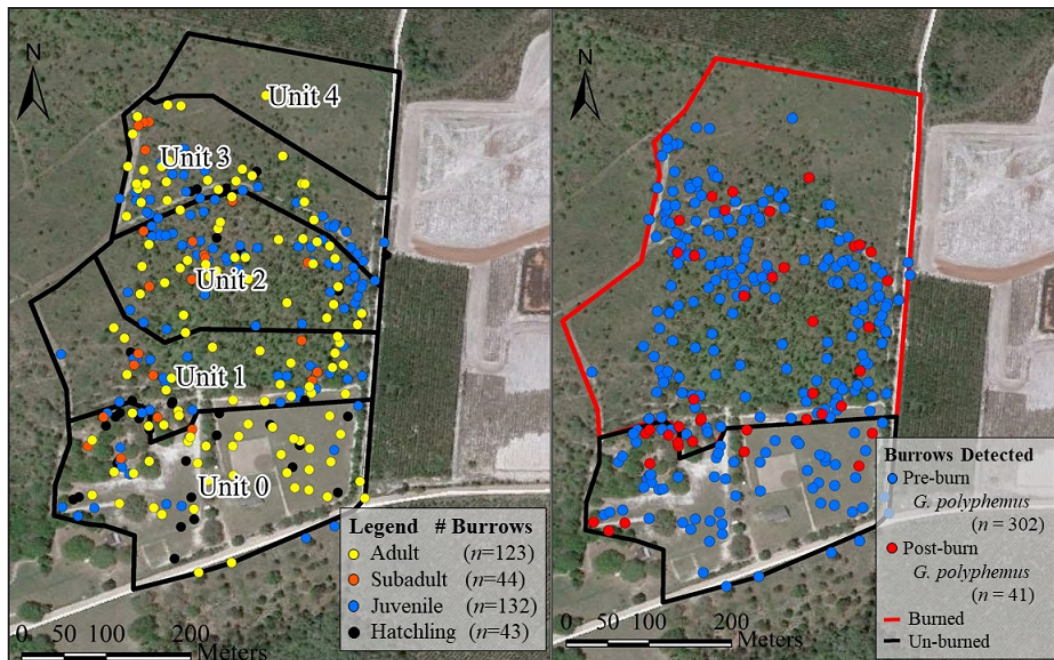 N
Unit 4
Unit 3
Unit 2
Unit 1
Unit 0
Legend # Burrows
Adult (n=123)
Subadult (n=44)
Juvenile (n=132)
Hatchling (n=43)
0 50 100 200
Meters
N
Burrows Detected
Pre-burn
G. polyphemus
(n = 302)
Post-burn
G. polyphemus
(n = 41)
Burned
Un-burned
0 50 100 200
Meters